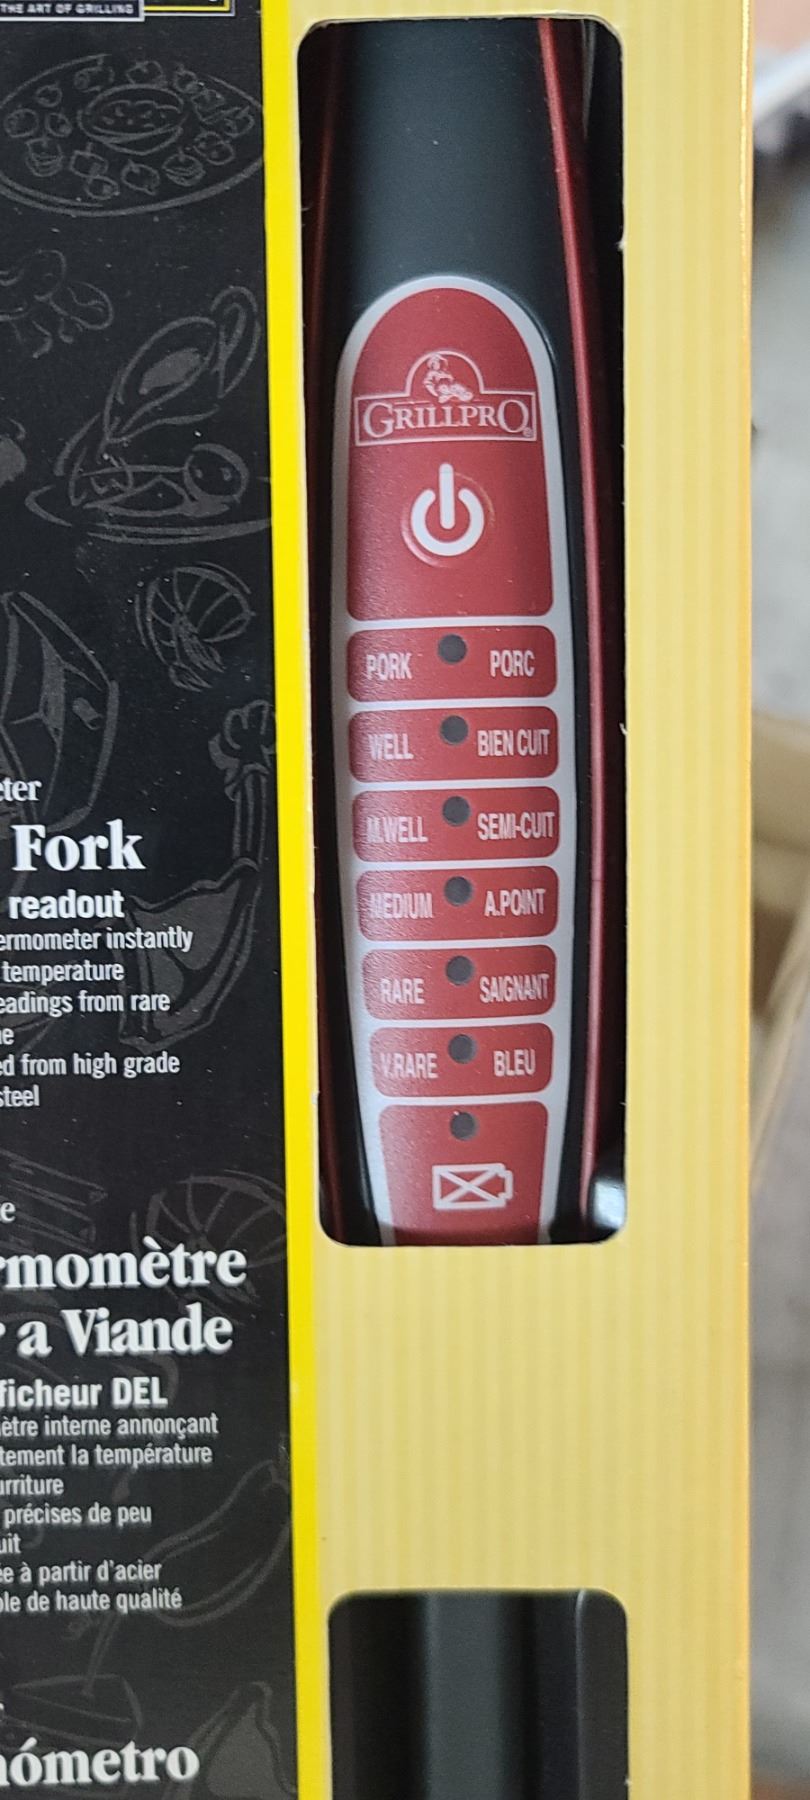 THE ART OF GRILLING
GRILLPRO
PORK PORC
WELL BIEN CUIT
M.WELL SEMI-CUIT
MEDIUM A.POINT
RARE SAIGNANT
V.RARE BLEU
eter
Fork
readout
ermometer instantly
temperature
eadings from rare
ne
ed from high grade
steel
e
rmomètre
r a Viande
ficheur DEL
ètre interne annonçant
tement la température
urriture
précises de peu
uit
ée à partir d'acier
ble de haute qualité
nómetro